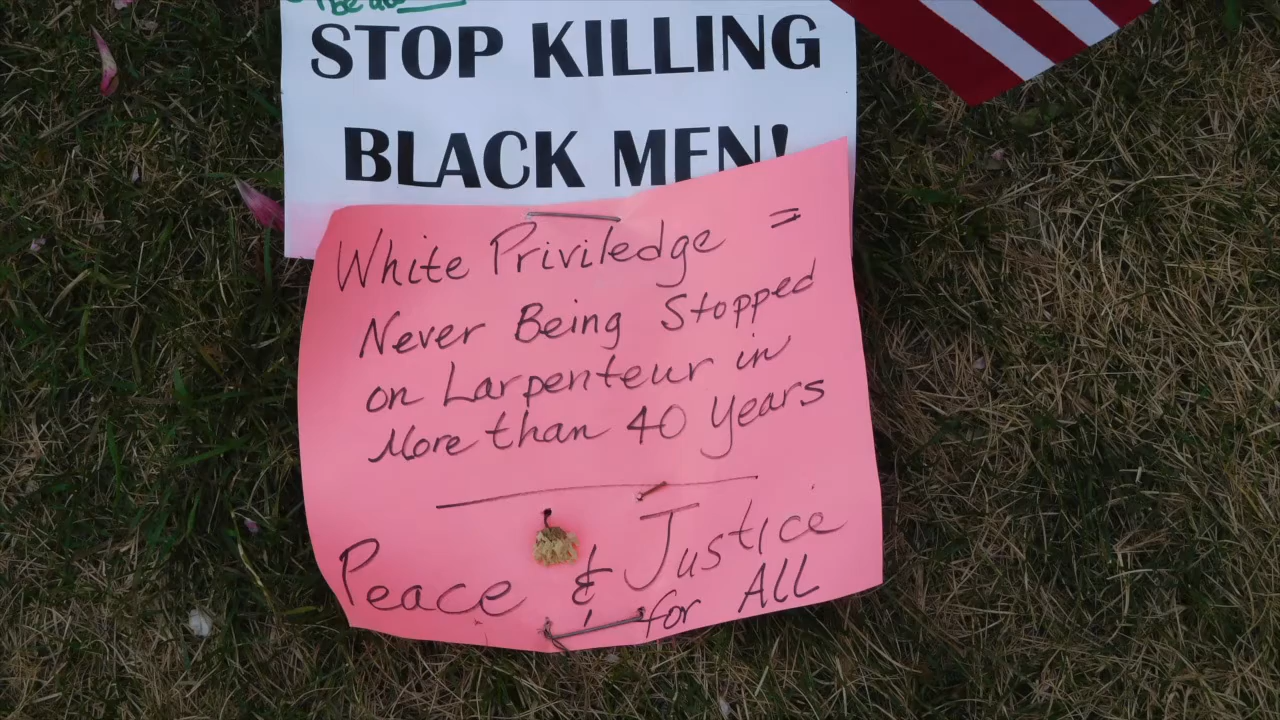 STOP KILLING
BLACK MEN!
White Priviledge =
Never Being Stopped
on Larpenteur in
More than 40 years
Peace & Justice
for ALL